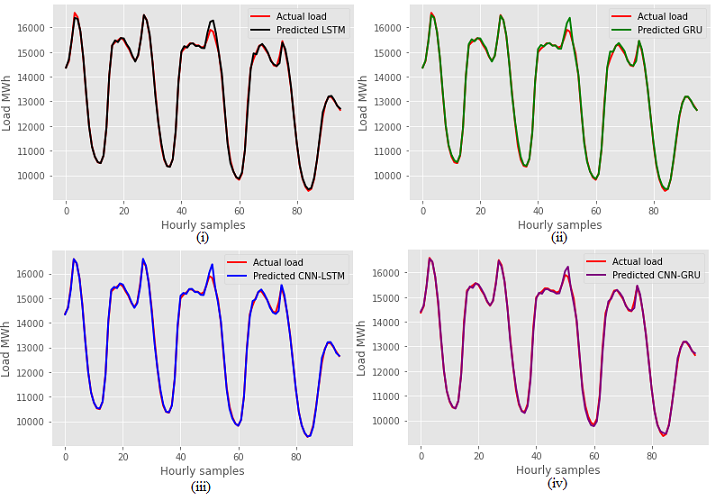 16000
15000
14000
13000
12000
11000
10000
Load MWh
Actual load
Predicted LSTM
0 20 40 60 80
Hourly samples
(i)
16000
15000
14000
13000
12000
11000
10000
Load MWh
Actual load
Predicted GRU
0 20 40 60 80
Hourly samples
(ii)
16000
15000
14000
13000
12000
11000
10000
Load MWh
Actual load
Predicted CNN-LSTM
0 20 40 60 80
Hourly samples
(iii)
16000
15000
14000
13000
12000
11000
10000
Load MWh
Actual load
Predicted CNN-GRU
0 20 40 60 80
Hourly samples
(iv)